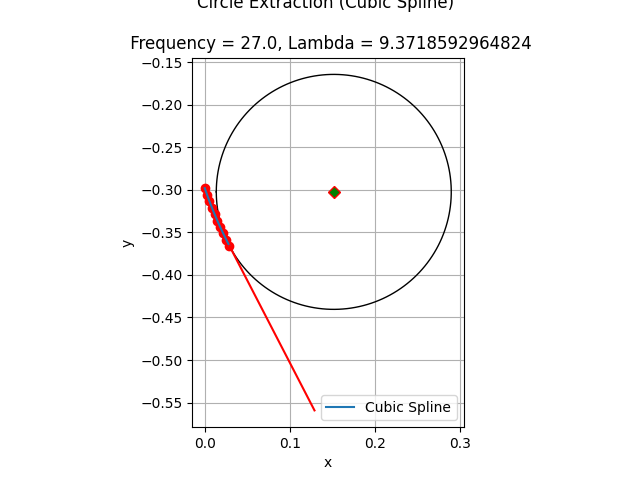 Circle Extraction (Cubic Spline)
Frequency = 27.0, Lambda = 9.3718592964824
−0.15
−0.20
−0.25
−0.30
−0.35
−0.40
−0.45
−0.50
−0.55
y
Cubic Spline
0.0 0.1 0.2 0.3
x